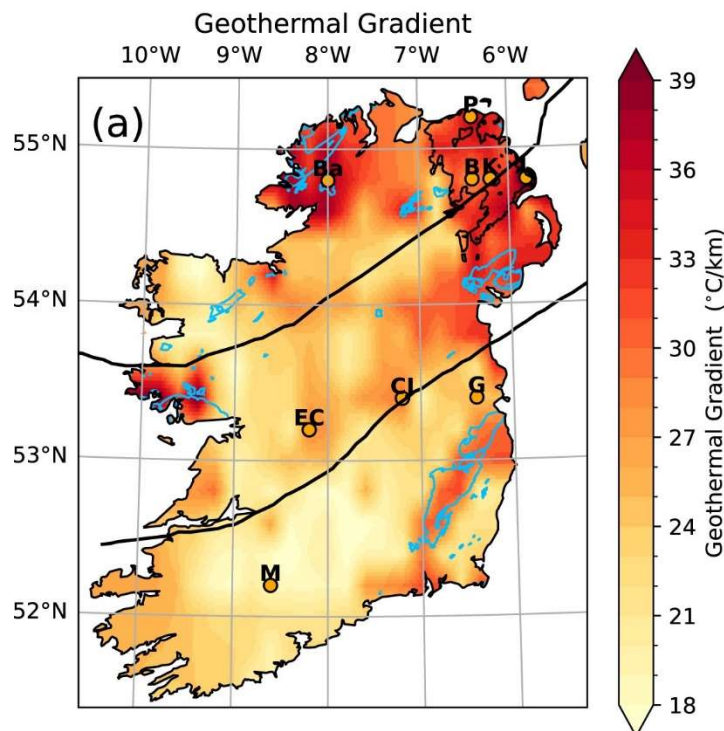 Geothermal Gradient
10°W 9°W 8°W 7°W 6°W
(a)
55°N
54°N
53°N
52°N
Ba
BK
CI
G
EC
M
39
36
33
30
27
24
21
18
Geothermal Gradient (°C/km)